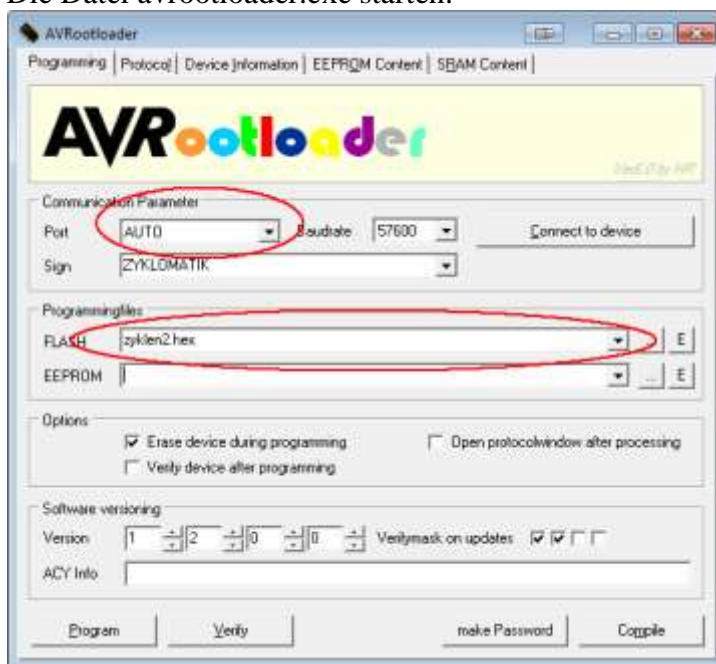 Die Datei avrootloader.exe starten.
AVRootloader
Programming Protocol Device Information EEPROM Content SRAM Content
AVRootloader
Communication Parameter
Port AUTO Baudrate 57600 Connect to device
Sign ZYKLOMATIK
Programmingfiles
FLASH zyklen2.hex ... E
EEPROM ... E
Options
Erase device during programming Open protocolwindow after processing
Verify device after programming
Software versioning
Version 1 2 0 0 Verifymask on updates
ACY Info
Program Verify make Password Compile